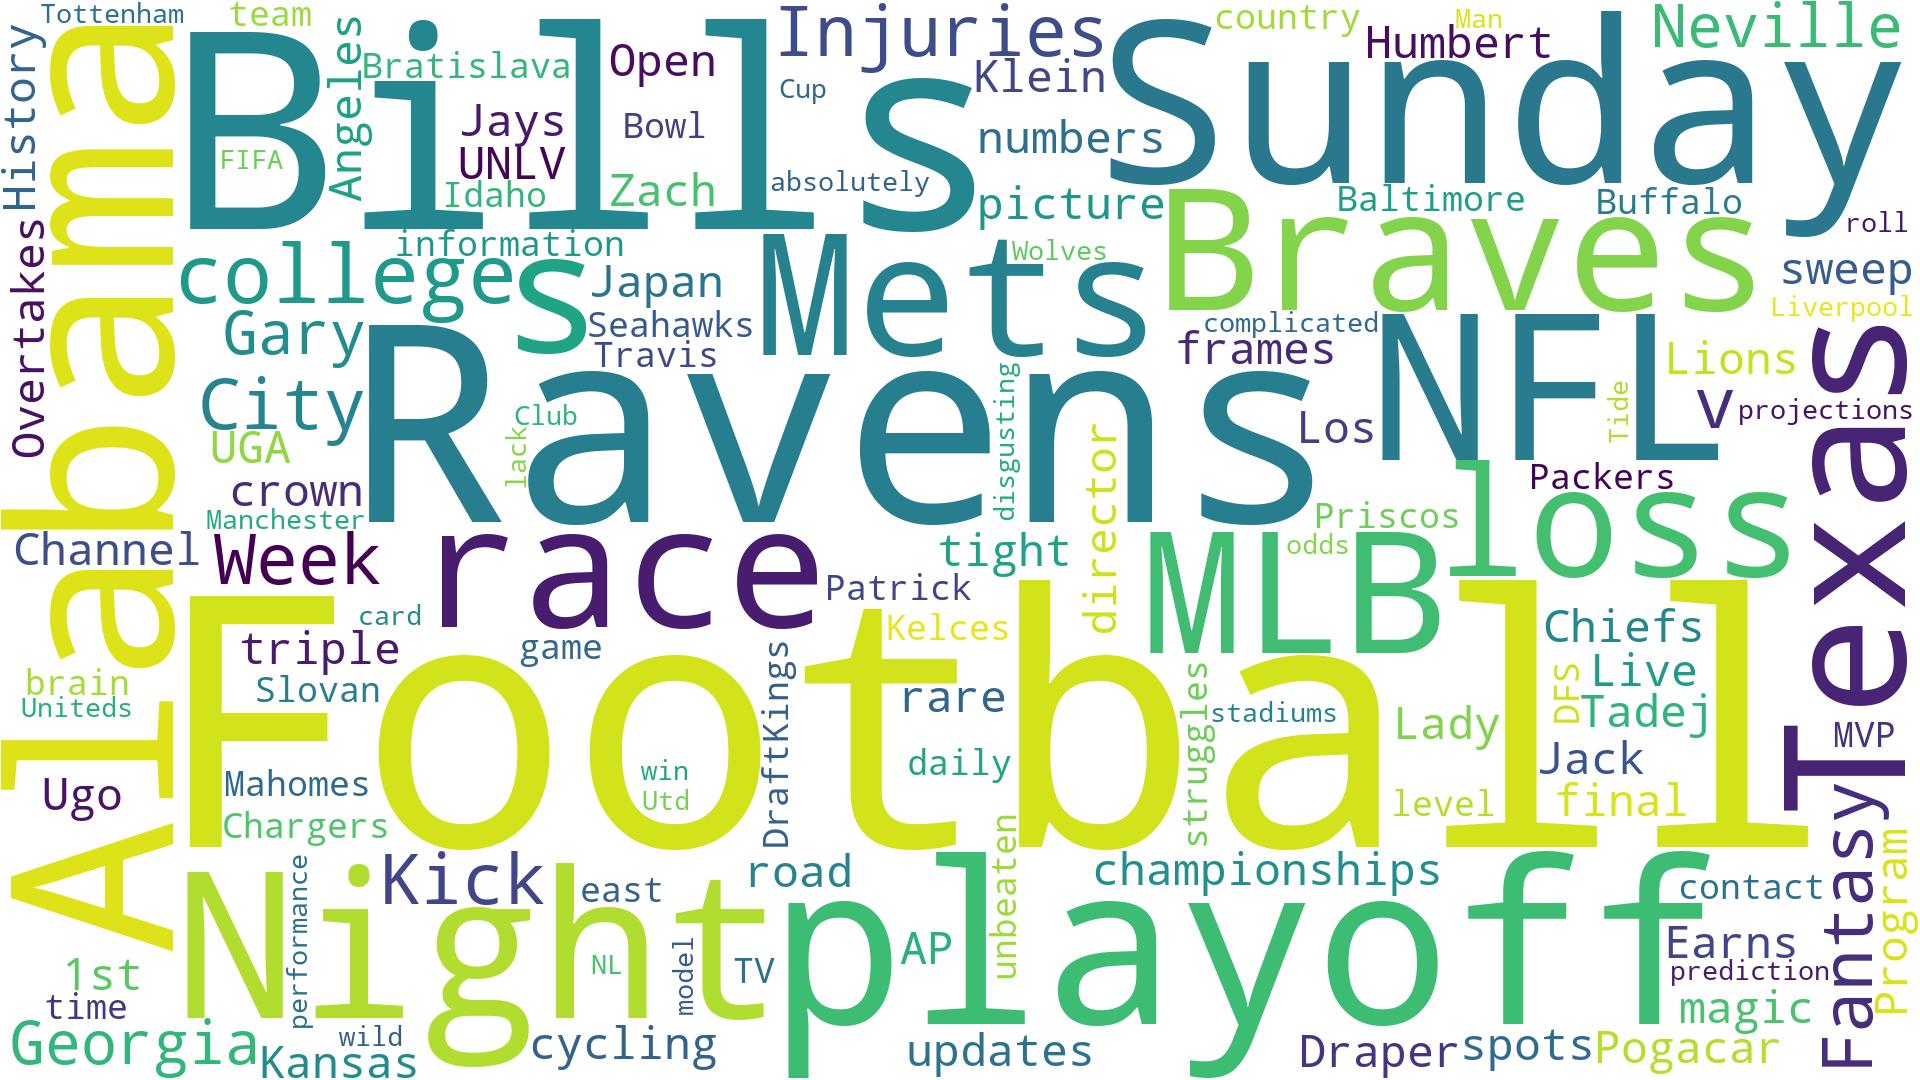 Tottenham
team
Injuries
country
Man
Neville
History
Alabama
Bills
Bratislava
Angeles
Open
Cup
Klein
Sunday
Humbert
Jays
Bowl
numbers
FIFA
UNLV
Idaho
Zach
absolutely
picture
Baltimore
Buffalo
roll
Overtakes
information
colleges
Japan
Mets
Wolves
Braves
sweep
Liverpool
Gary
s
Seahawks
Travis
complicated
frames
NFL
Lions
Texas
City
Ravens
Club
lack
disgusting
Los
Tide
v
projections
UGA
crown
director
loss
Packers
Manchester
Priscos
Channel
Week
race
tight
MLB
odds
Patrick
card
Kelces
Chiefs
triple
game
Football
brain
Slovan
Uniteds
DraftKings
rare
struggles
stadiums
Lady
DFS
Live
Tadej
MVP
Ugo
Mahomes
win
Utd
daily
Jack
level
final
Chargers
Fantasy
unbeaten
Program
Kick
east
road
championships
contact
performance
Night
playoff
AP
Earns
1st
NL
model
TV
prediction
time
magic
Georgia
wild
Kansas
cycling
updates
Draper
spots
Pogacar